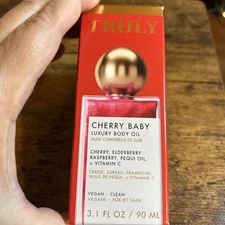 TRULY
CHERRY BABY
LUXURY BODY OIL
HUILE CORPORELLE DE LUXE
CHERRY, ELDERBERRY
RASPBERRY, PEQUI OIL,
+ VITAMIN C
CERISE, SUREAU, FRAMBOISE,
HUILE DE PEQUI + VITAMINE C
VEGAN - CLEAN
VEGANE - PUR ET SAIN
3.1 FL OZ / 90 ML